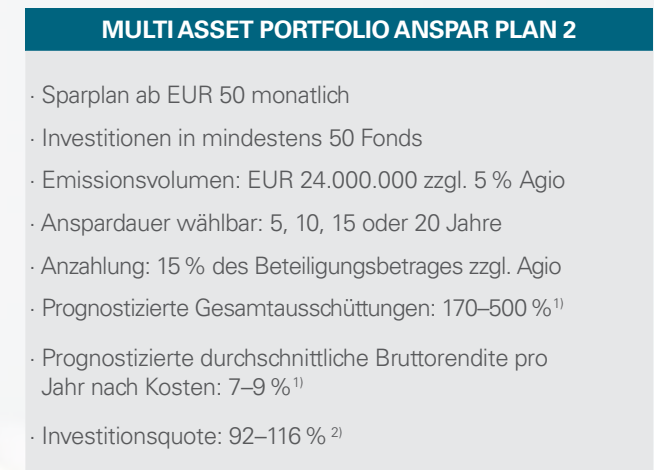 MULTI ASSET PORTFOLIO ANSPAR PLAN 2
· Sparplan ab EUR 50 monatlich
· Investitionen in mindestens 50 Fonds
· Emissionsvolumen: EUR 24.000.000 zzgl. 5 % Agio
· Anspardauer wählbar: 5, 10, 15 oder 20 Jahre
· Anzahlung: 15 % des Beteiligungsbetrages zzgl. Agio
· Prognostizierte Gesamtausschüttungen: 170–500 %1)
· Prognostizierte durchschnittliche Bruttorendite pro
Jahr nach Kosten: 7–9 %1)
· Investitionsquote: 92–116 % 2)